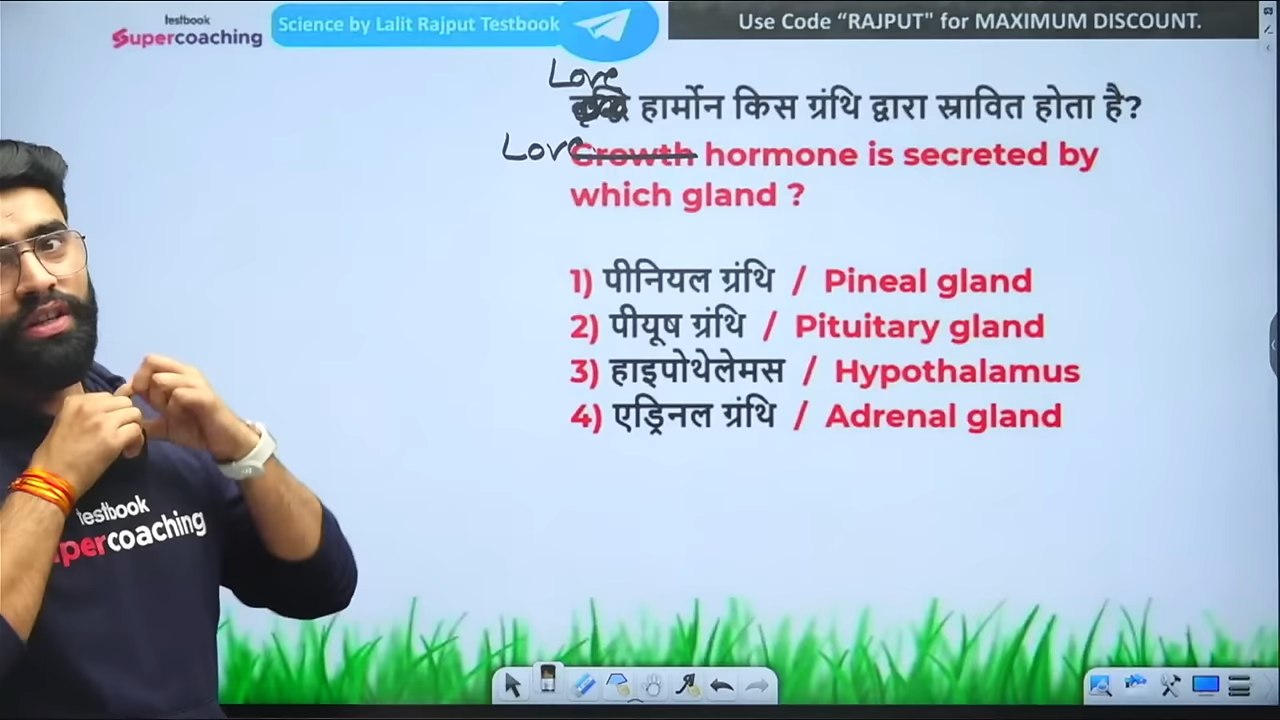 testbook
Supercoaching
Science by Lalit Rajput Testbook
Use Code “RAJPUT" for MAXIMUM DISCOUNT.
Love
हार्मोन किस ग्रंथि द्वारा स्रावित होता है?
Love Growth hormone is secreted by
which gland ?
1) पीनियल ग्रंथि / Pineal gland
2) पीयूष ग्रंथि / Pituitary gland
3) हाइपोथेलेमस / Hypothalamus
4) एड्रिनल ग्रंथि / Adrenal gland
testbook
percoaching